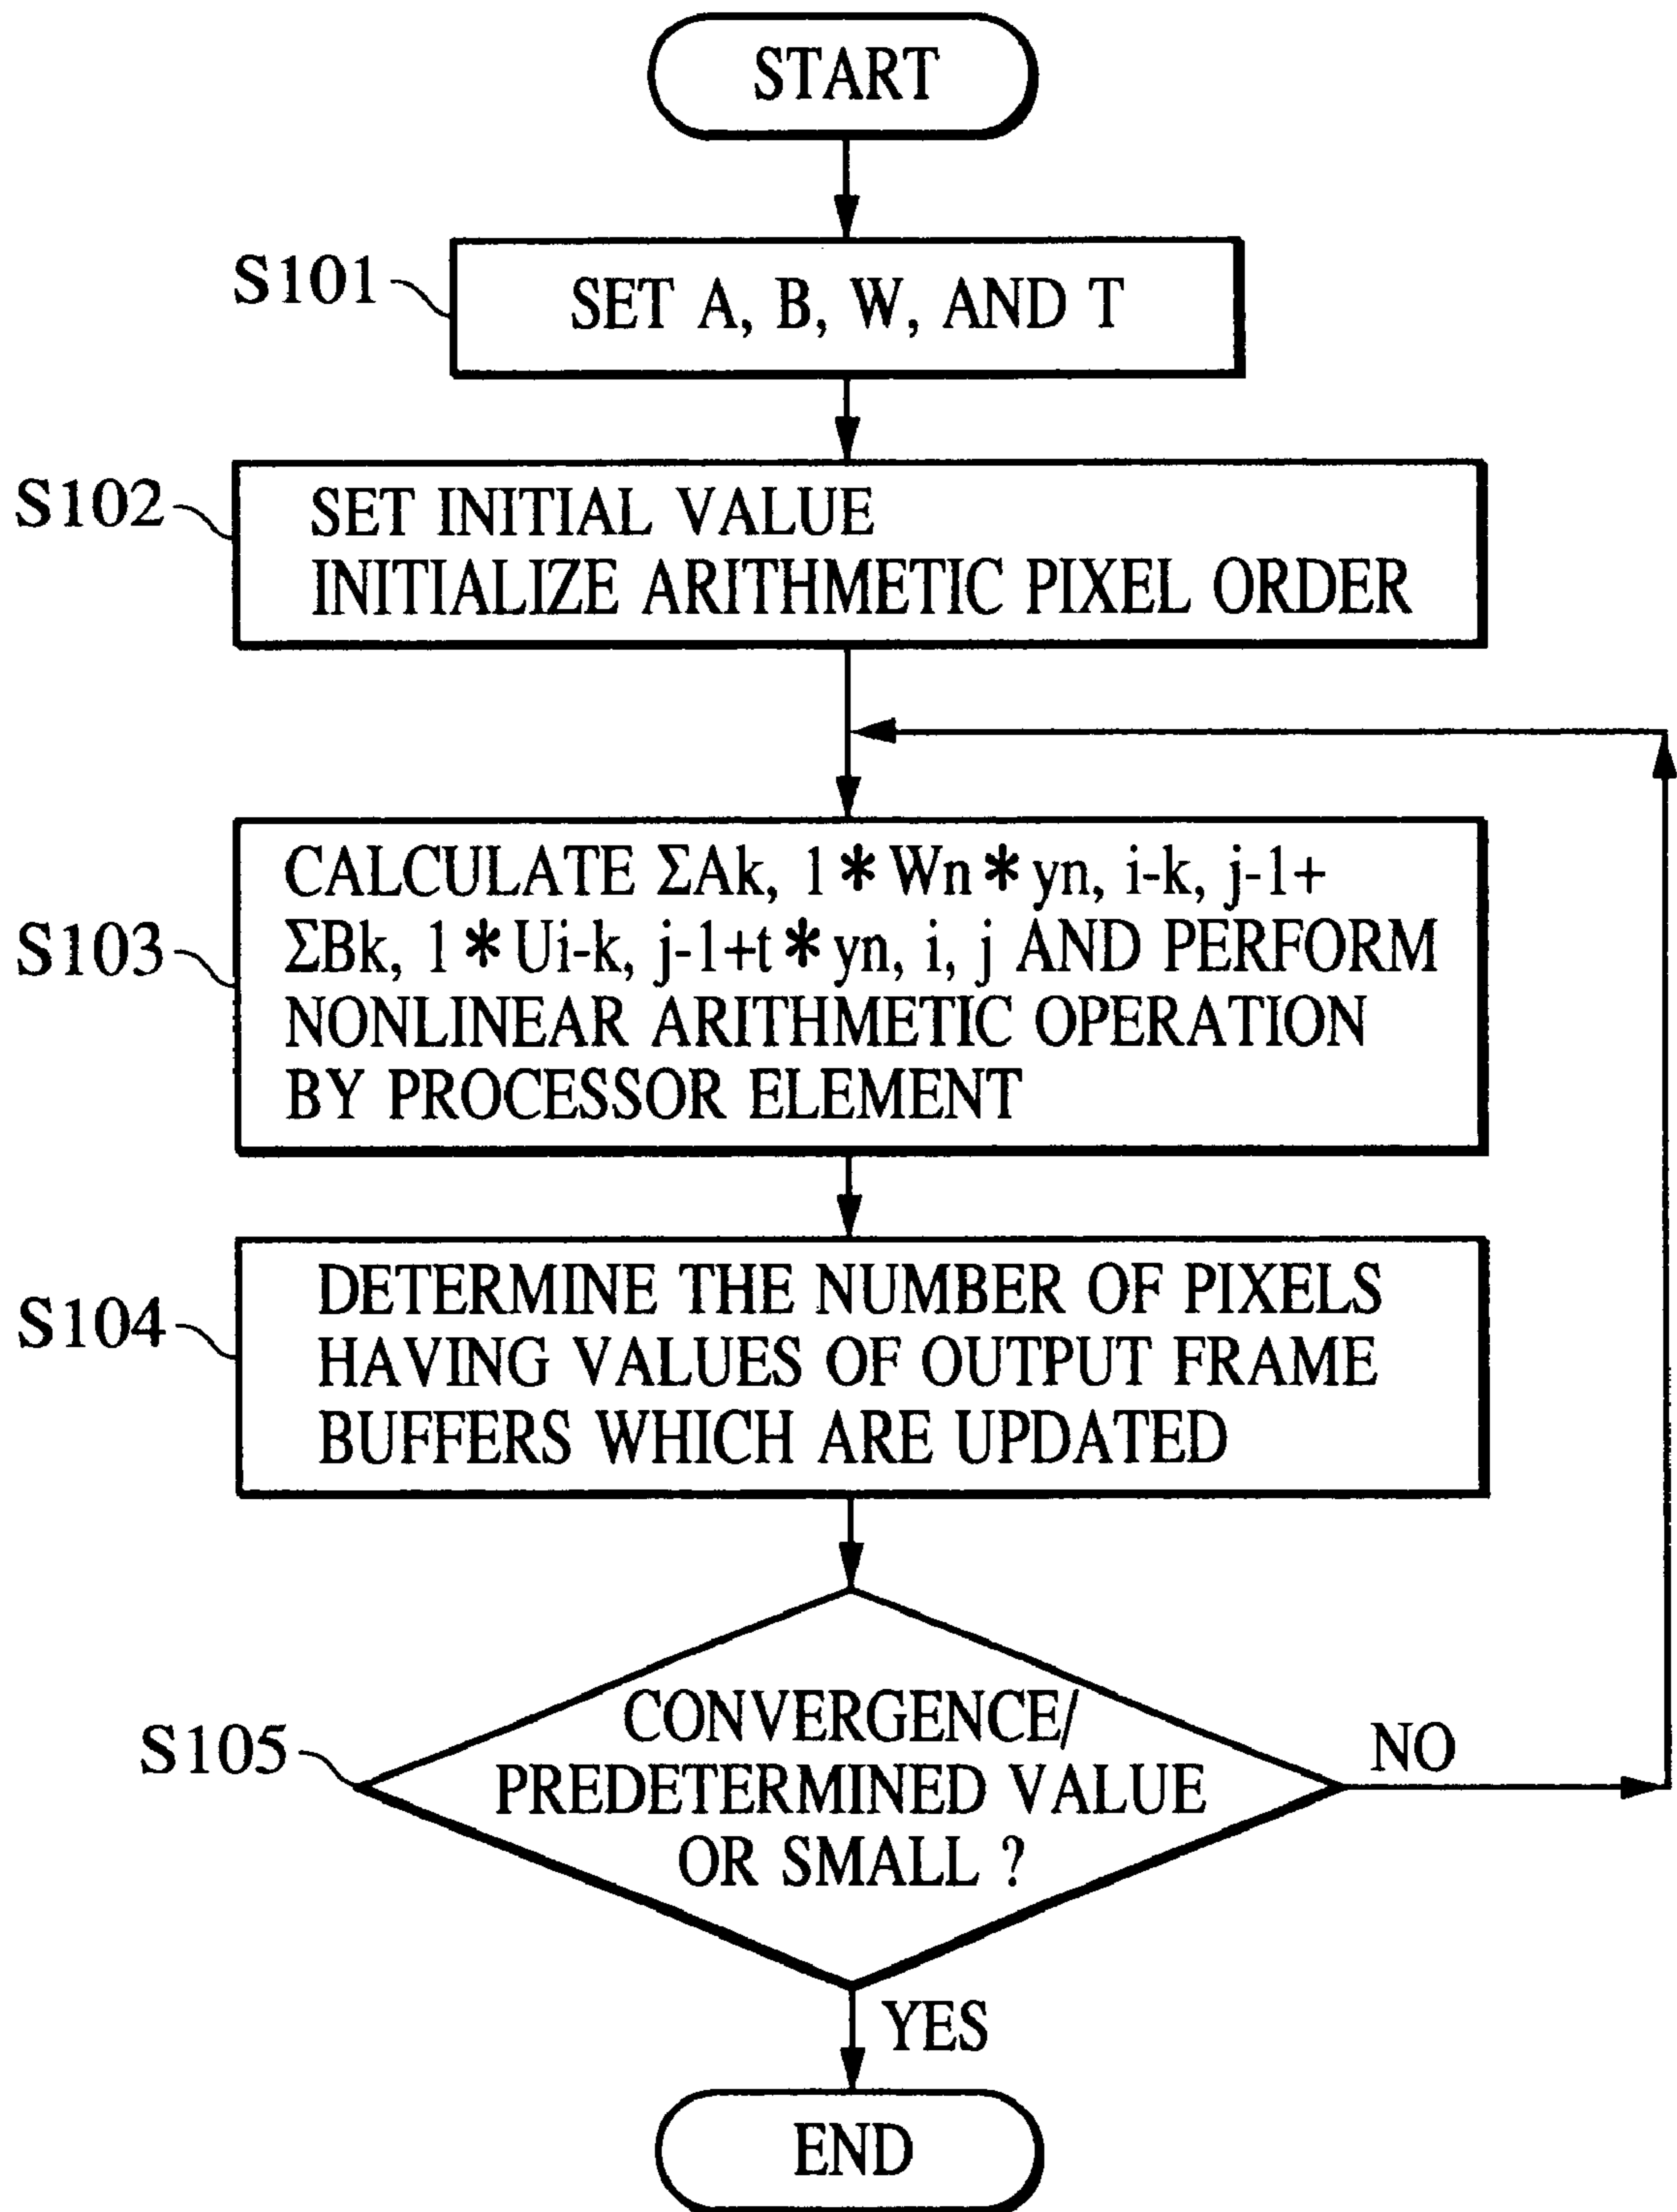 START
S101
SET A, B, W, AND T
S102
SET INITIAL VALUE
INITIALIZE ARITHMETIC PIXEL ORDER
S103
CALCULATE ΣAk, 1 * Wn * yn, i-k, j-1+
ΣBk, 1 * Ui-k, j-1+t * yn, i, j AND PERFORM
NONLINEAR ARITHMETIC OPERATION
BY PROCESSOR ELEMENT
S104
DETERMINE THE NUMBER OF PIXELS
HAVING VALUES OF OUTPUT FRAME
BUFFERS WHICH ARE UPDATED
S105
CONVERGENCE/
PREDETERMINED VALUE
OR SMALL ?
NO
YES
END